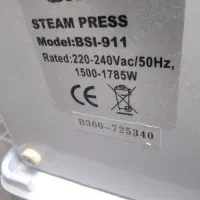 STEAM PRESS
Model:BSI-911
Rated:220-240Vac/50Hz,
1500-1785W
CE
B360-725340